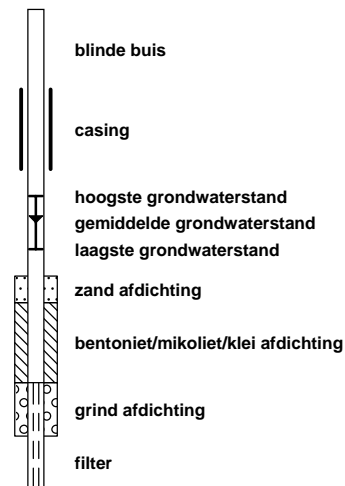 blinde buis
casing
hoogste grondwaterstand
gemiddelde grondwaterstand
laagste grondwaterstand
zand afdichting
bentoniet/mikoliet/klei afdichting
grind afdichting
filter